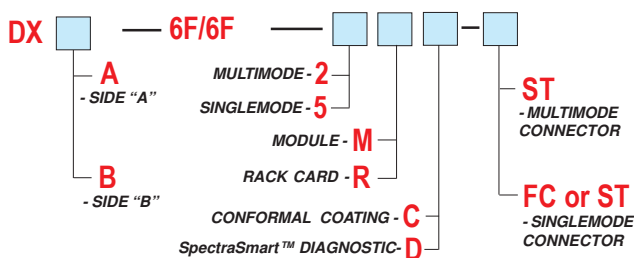 DX — 6F/6F –
A
- SIDE “A”
B
- SIDE “B”
MULTIMODE - 2
SINGLEMODE - 5
MODULE - M
RACK CARD - R
CONFORMAL COATING - C
SpectraSmart™ DIAGNOSTIC- D
ST
- MULTIMODE
CONNECTOR
FC or ST
- SINGLEMODE
CONNECTOR